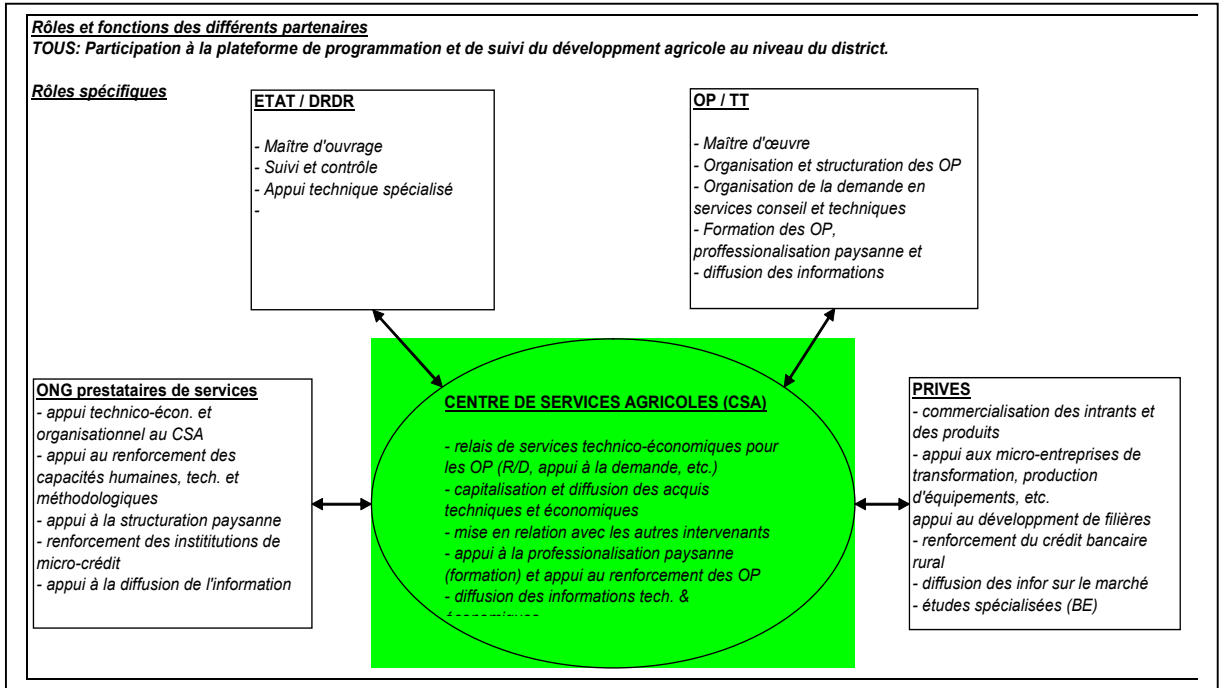 Rôles et fonctions des différents partenaires
TOUS: Participation à la plateforme de programmation et de suivi du développment agricole au niveau du district.
Rôles spécifiques
ETAT / DRDR
- Maître d'ouvrage
- Suivi et contrôle
- Appui technique spécialisé
-
OP / TT
- Maître d'œuvre
- Organisation et structuration des OP
- Organisation de la demande en
services conseil et techniques
- Formation des OP,
proffessionalisation paysanne et
- diffusion des informations
ONG prestataires de services
- appui technico-écon. et
organisationnel au CSA
- appui au renforcement des
capacités humaines, tech. et
méthodologiques
- appui à la structuration paysanne
- renforcement des instititutions de
micro-crédit
- appui à la diffusion de l'information
CENTRE DE SERVICES AGRICOLES (CSA)
- relais de services technico-économiques pour
les OP (R/D, appui à la demande, etc.)
- capitalisation et diffusion des acquis
techniques et économiques
- mise en relation avec les autres intervenants
- appui à la professionalisation paysanne
(formation) et appui au renforcement des OP
- diffusion des informations tech. &
PRIVES
- commercialisation des intrants et
des produits
- appui aux micro-entreprises de
transformation, production
d'équipements, etc.
appui au dévelopment de filières
- renforcement du crédit bancaire
rural
- diffusion des infor sur le marché
- études spécialisées (BE)